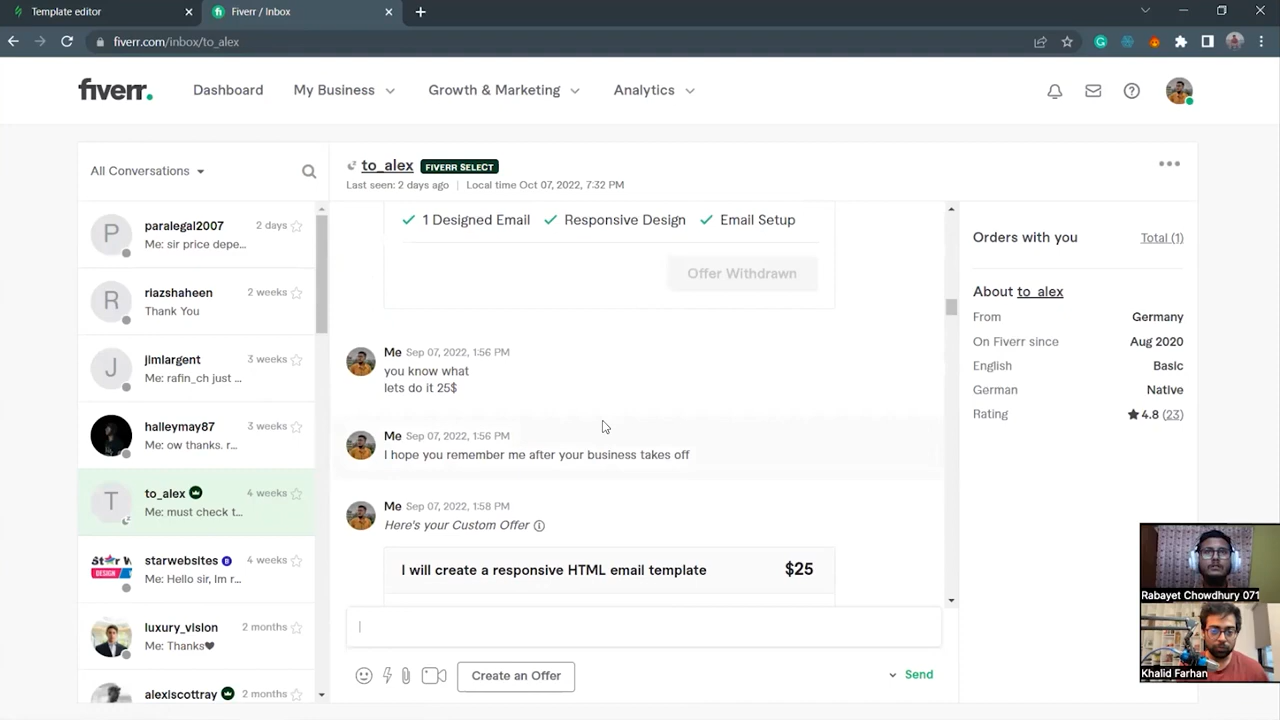 Template editor
Fiverr / Inbox
fiverr.com/inbox/to_alex
fiverr.
Dashboard
My Business
Growth & Marketing
Analytics
All Conversations
to_alex FIVERR SELECT
Last seen: 2 days ago | Local time Oct 07, 2022, 7:32 PM
P
paralegal2007 2 days
Me: sir price depe...
R
riazshaheen 2 weeks
Thank You
J
jimlargent 3 weeks
Me: rafin_ch just ...
halleymay87 3 weeks
Me: ow thanks. r...
T
to_alex 4 weeks
Me: must check t...
starwebsites 4 weeks
Me: Hello sir, Im r...
luxury_vision 2 months
Me: Thanks♥
alexiscottray 2 months
1 Designed Email Responsive Design Email Setup
Offer Withdrawn
Me Sep 07, 2022, 1:56 PM
you know what
lets do it 25$
Me Sep 07, 2022, 1:56 PM
I hope you remember me after your business takes off
Me Sep 07, 2022, 1:58 PM
Here's your Custom Offer
I will create a responsive HTML email template $25
Create an Offer
Send
Orders with you Total (1)
About to_alex
From Germany
On Fiverr since Aug 2020
English Basic
German Native
Rating ★ 4.8 (23)
Rabayet Chowdhury 071
Khalid Farhan